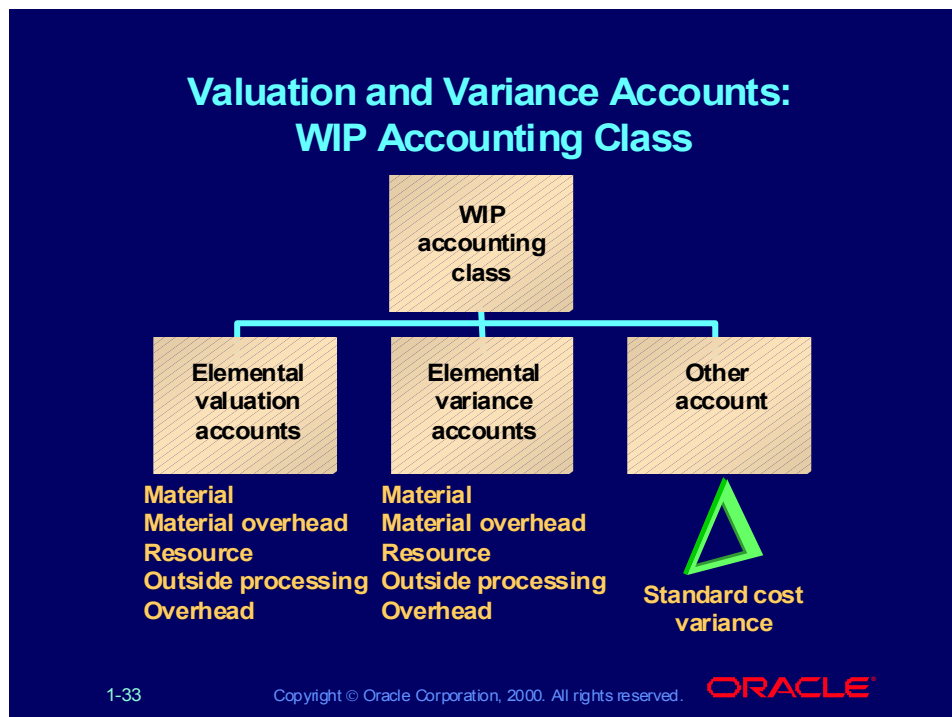 Valuation and Variance Accounts:
WIP Accounting Class
WIP
accounting
class
Elemental
valuation
accounts
Elemental
variance
accounts
Other
account
Material
Material overhead
Resource
Outside processing
Overhead
Material
Material overhead
Resource
Outside processing
Overhead
Standard cost
variance
1-33
Copyright © Oracle Corporation, 2000. All rights reserved.
ORACLE®